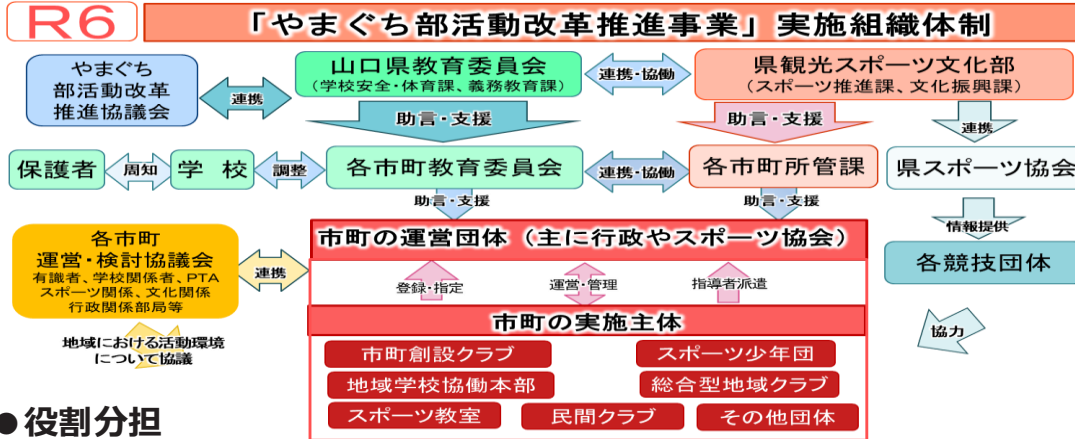 R6
「やまぐち部活動改革推進事業」実施組織体制
やまぐち
部活動改革
推進協議会
連携
山口県教育委員会
(学校安全・体育課、義務教育課)
連携・協働
県観光スポーツ文化部
(スポーツ推進課、文化振興課)
助言・支援
助言・支援
連携
保護者
周知
学 校
調整
各市町教育委員会
連携・協働
各市町所管課
県スポーツ協会
助言・支援
助言・支援
情報提供
各市町
運営・検討協議会
有識者、学校関係者、PTA
スポーツ関係、文化関係
行政関係部局等
連携
市町の運営団体（主に行政やスポーツ協会）
各競技団体
登録・指定
運営・管理
指導者派遣
協力
地域における活動環境
について協議
市町の実施主体
市町創設クラブ
スポーツ少年団
地域学校協働本部
総合型地域クラブ
スポーツ教室
民間クラブ
その他団体
●役割分担